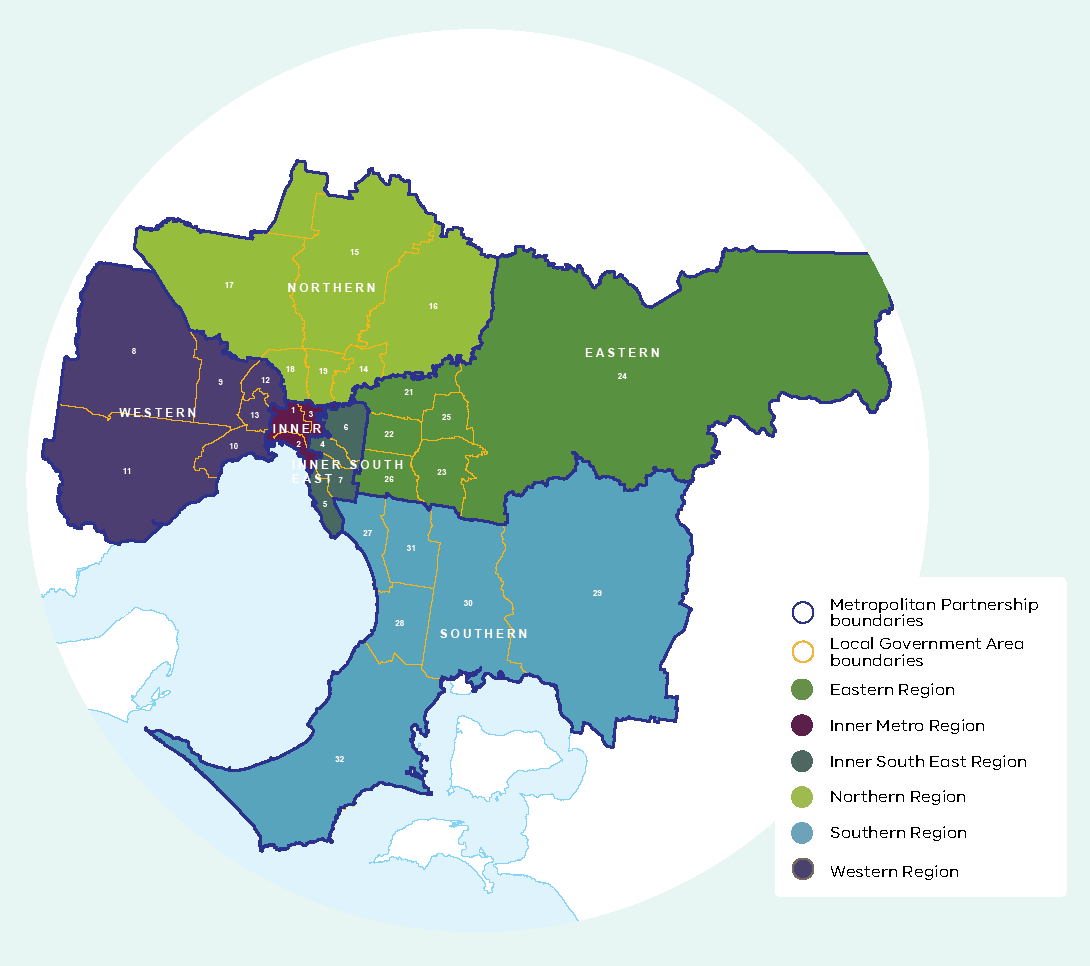 15
17
NORTHERN
16
8
EASTERN
18
19
14
24
9
12
21
WESTERN
13
1
3
25
INNER
6
22
10
2
4
11
INNER SOUTH
EAST
7
26
23
5
27
31
29
30
28
SOUTHERN
32
Metropolitan Partnership
boundaries
Local Government Area
boundaries
Eastern Region
Inner Metro Region
Inner South East Region
Northern Region
Southern Region
Western Region